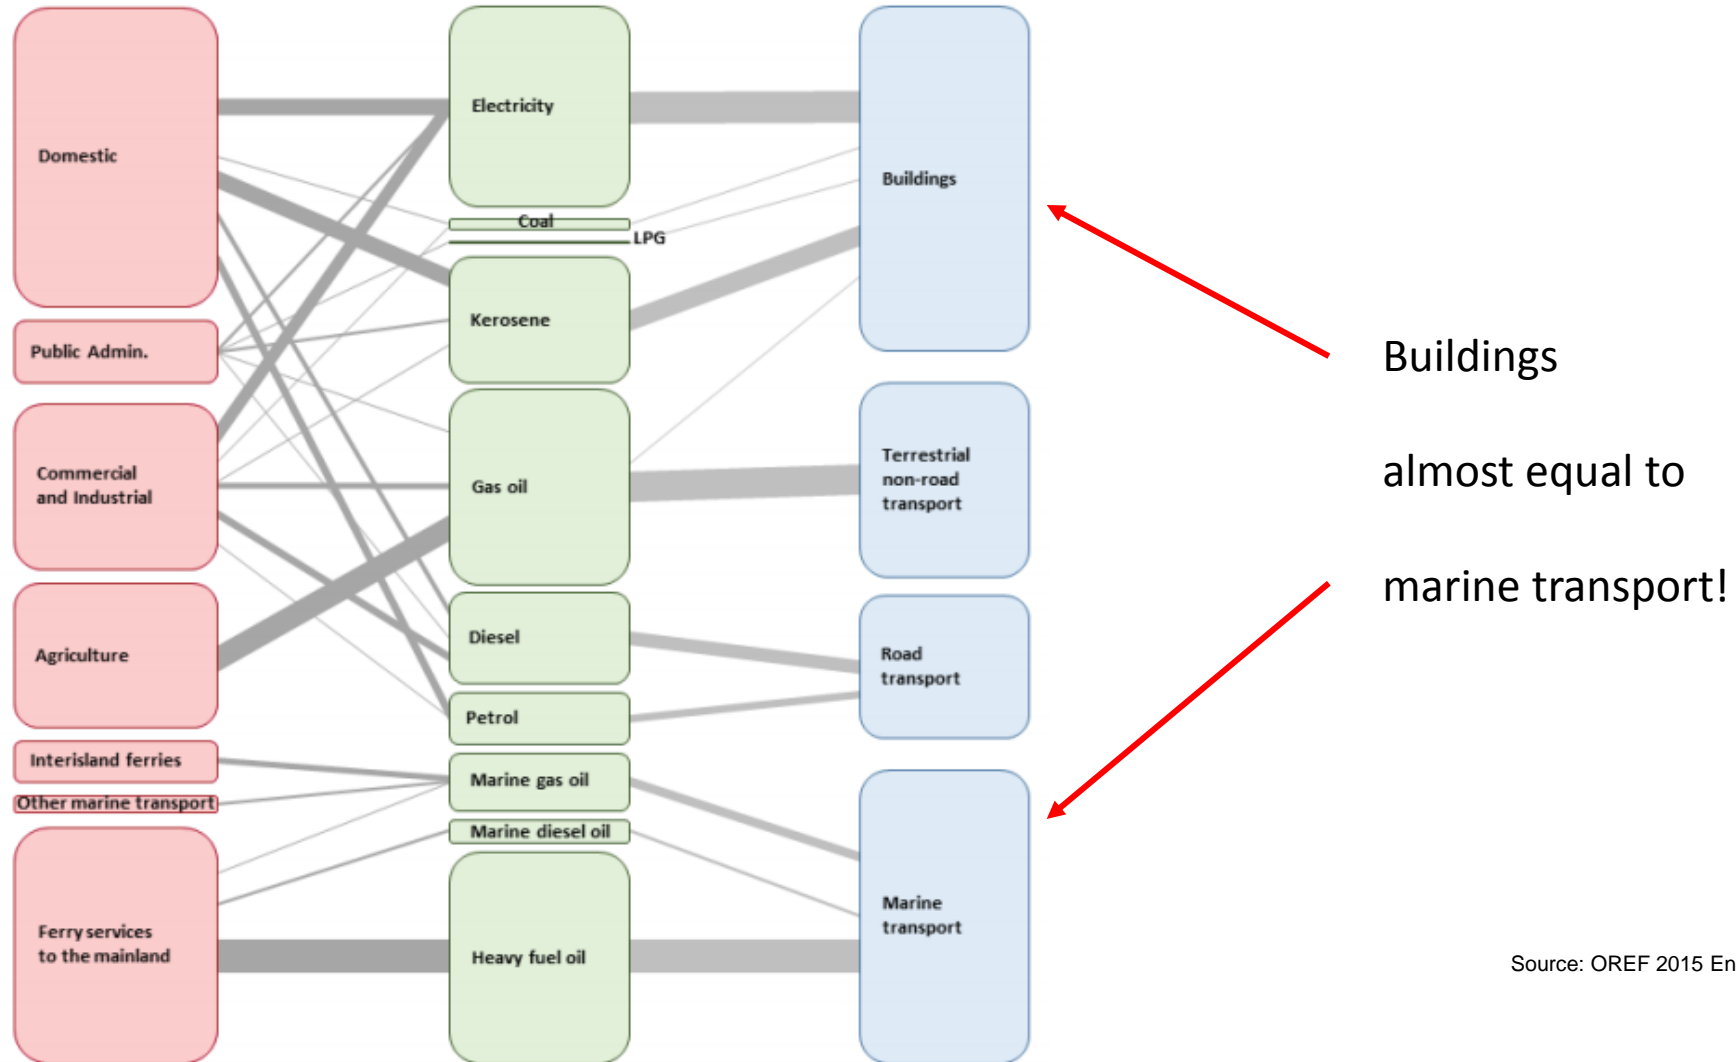 Domestic
Public Admin.
Commercial
and Industrial
Agriculture
Interisland ferries
Other marine transport
Ferry services
to the mainland
Electricity
Coal
LPG
Kerosene
Gas oil
Diesel
Petrol
Marine gas oil
Marine diesel oil
Heavy fuel oil
Buildings
Terrestrial
non-road
transport
Road
transport
Marine
transport
Buildings
almost equal to
marine transport!
Source: OREF 2015 En